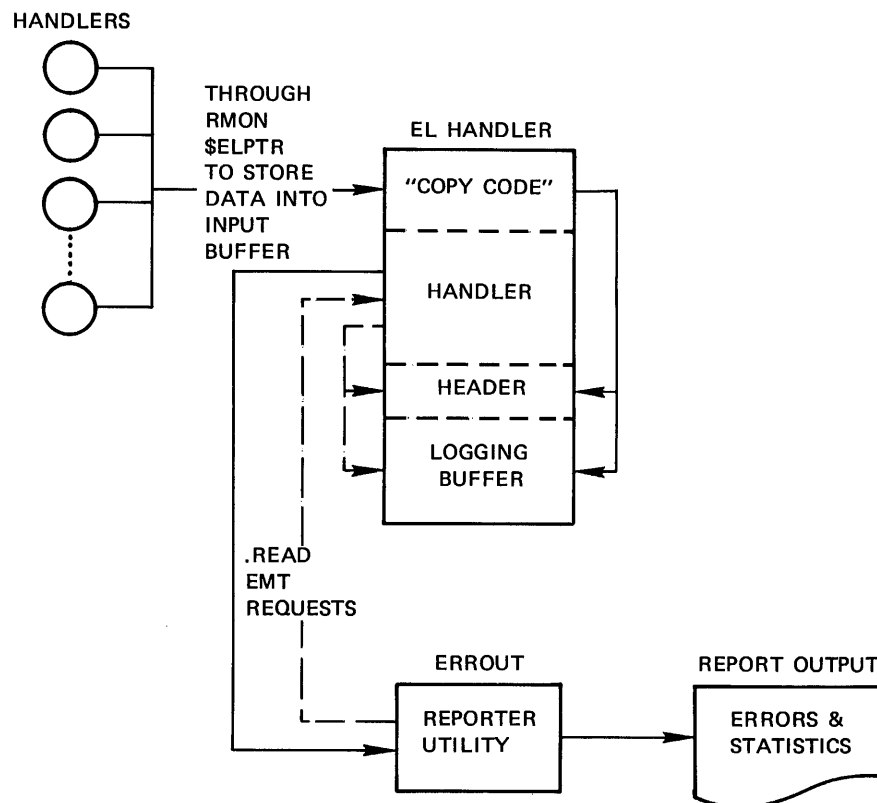 HANDLERS
THROUGH
RMON
$ELPTR
TO STORE
DATA INTO
INPUT
BUFFER
EL HANDLER
"COPY CODE"
HANDLER
HEADER
LOGGING
BUFFER
.READ
EMT
REQUESTS
ERROUT
REPORTER
UTILITY
REPORT OUTPUT
ERRORS &
STATISTICS